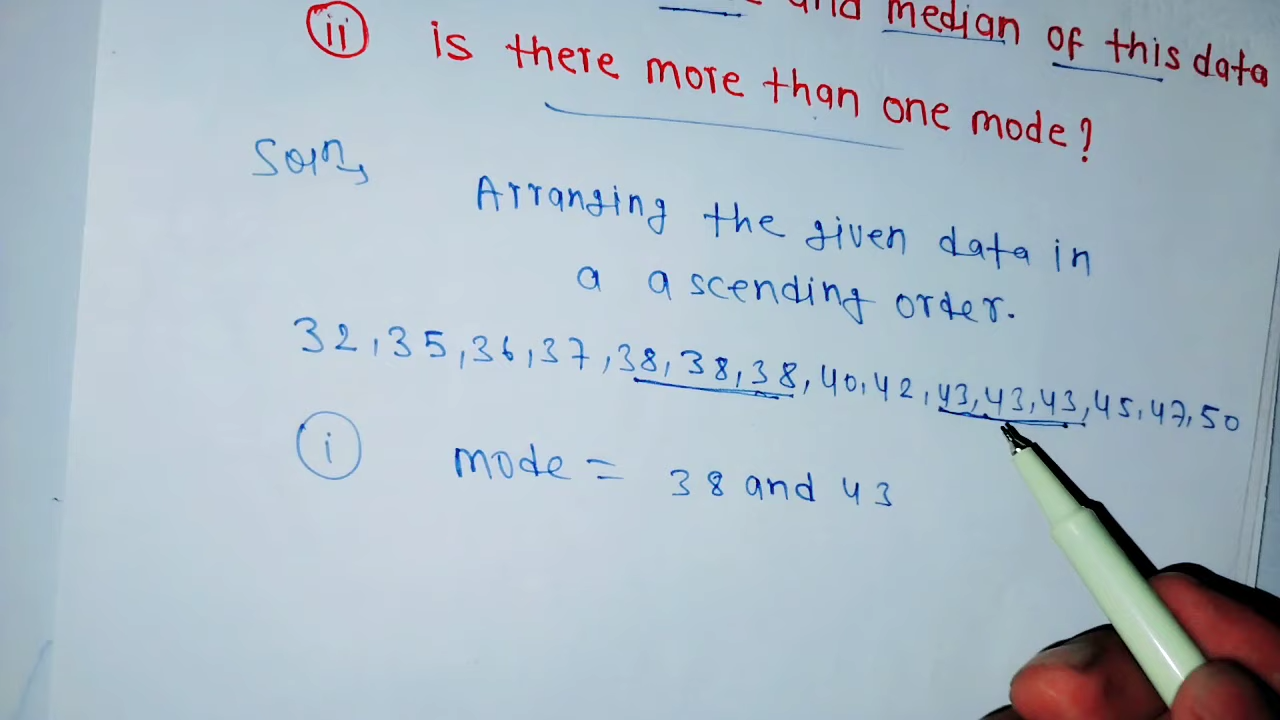 and median of this data
ii is there more than one mode?
Soln,
Arranging the given data in
a ascending order.
32, 35, 36, 37, 38, 38, 38, 40, 42, 43, 43, 43, 45, 47, 50
i mode = 38 and 43